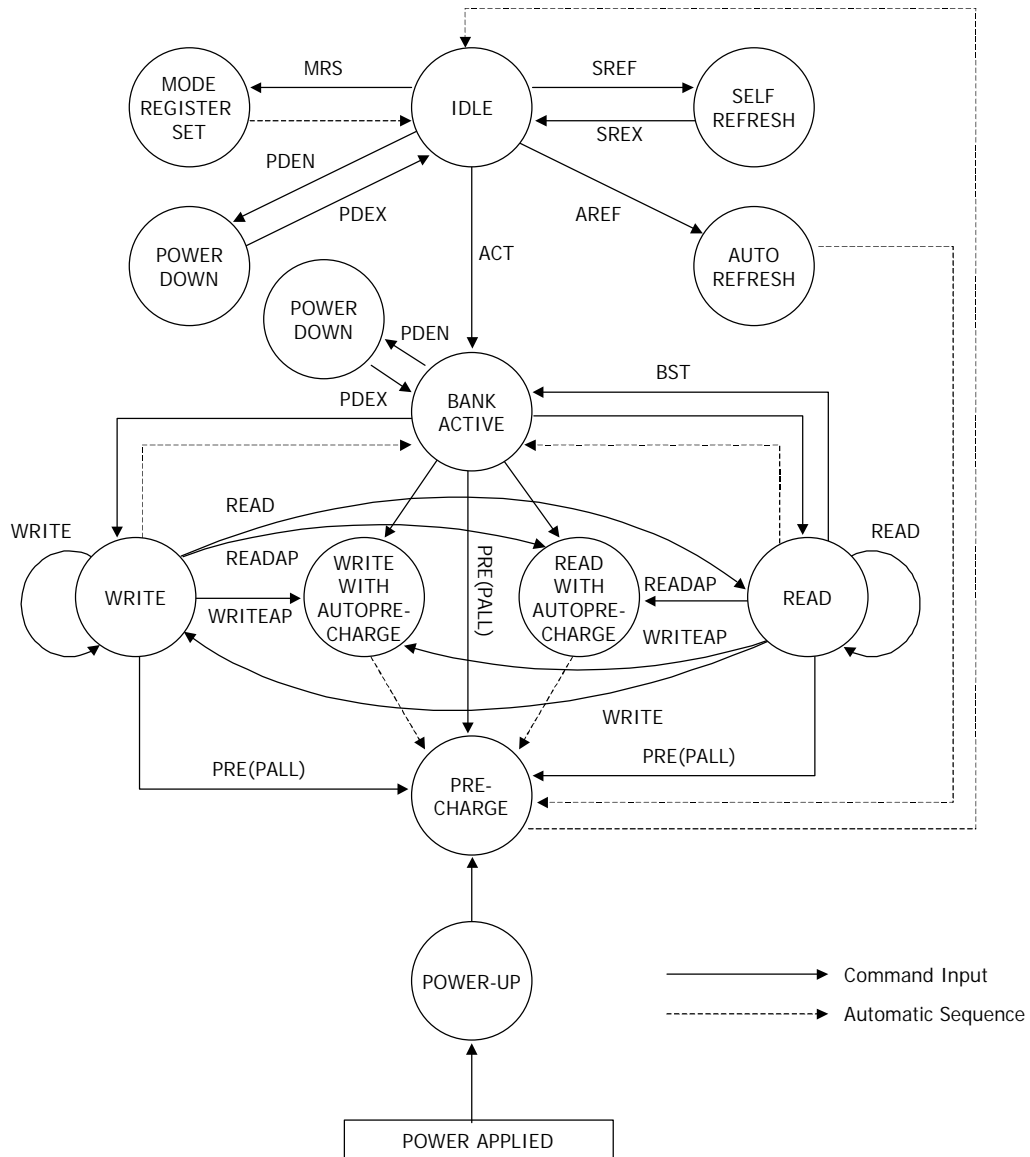 MRS
SREF
MODE
REGISTER
SET
IDLE
SELF
REFRESH
SREX
PDEN
PDEX
AREF
POWER
DOWN
ACT
AUTO
REFRESH
POWER
DOWN
PDEN
PDEX
BST
BANK
ACTIVE
WRITE
READ
READ
READAP
WRITE
WRITEAP
WRITE
WITH
AUTOPRE-
CHARGE
PRE(PALL)
READ
WITH
AUTOPRE-
CHARGE
READAP
WRITEAP
READ
WRITE
PRE(PALL)
PRE(PALL)
PRE-
CHARGE
POWER-UP
Command Input
Automatic Sequence
POWER APPLIED